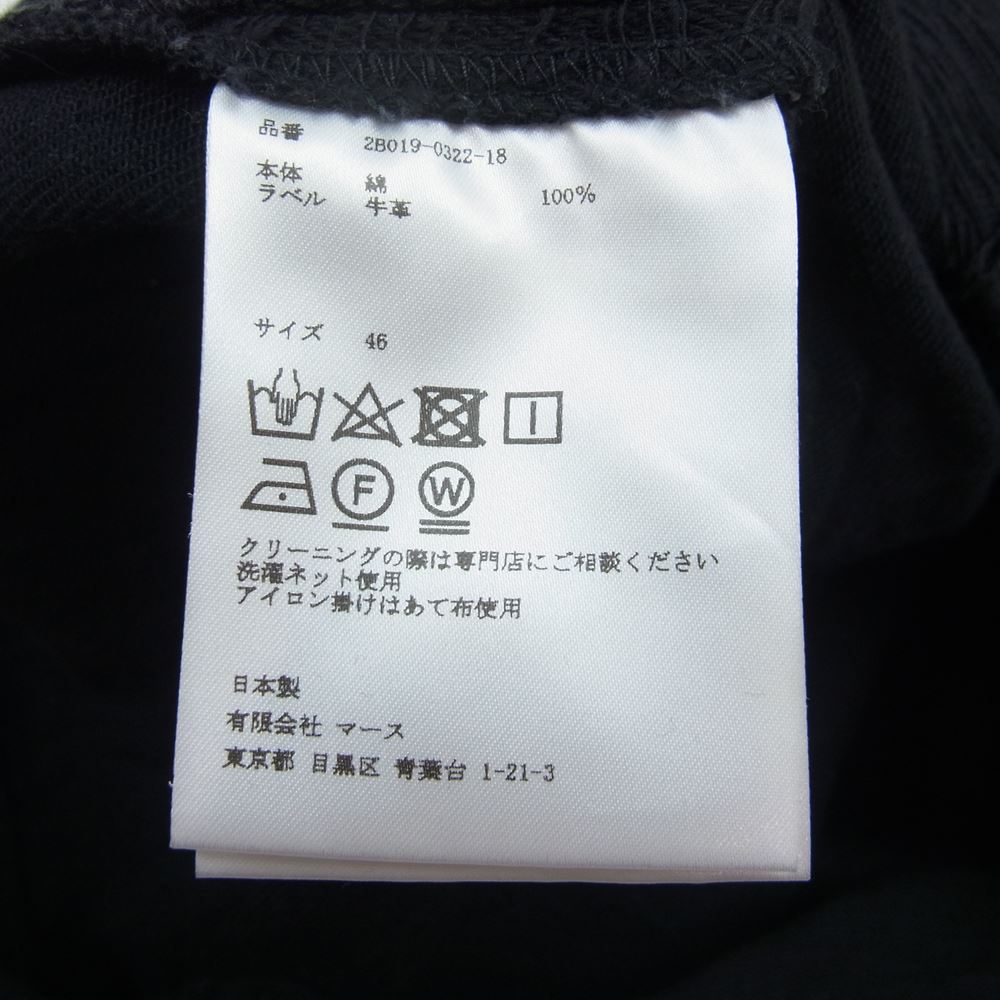 品番 2B019-0322-18
本体 綿 100%
ラベル 牛革
サイズ 46
F W
クリーニングの際は専門店にご相談ください
洗濯ネット使用
アイロン掛けはあて布使用
日本製
有限会社 マース
東京都 目黒区 青葉台 1-21-3